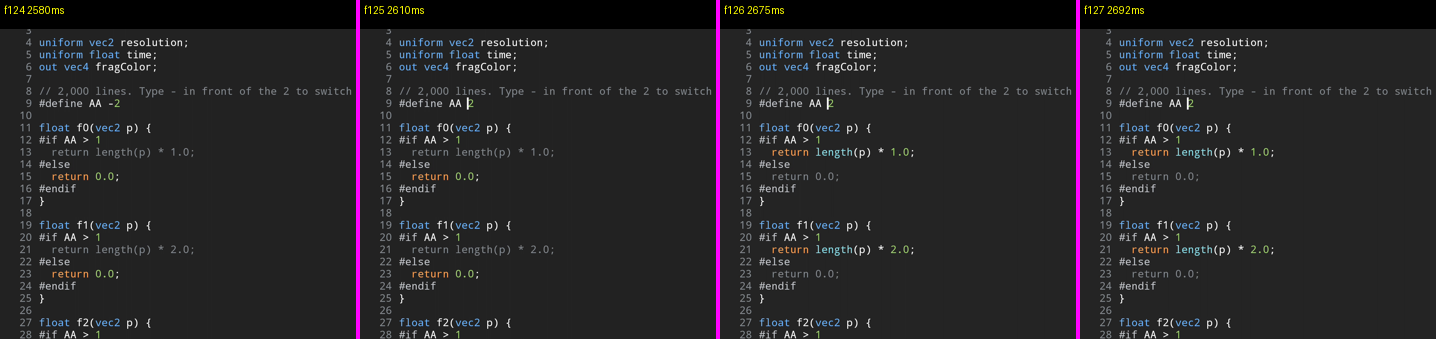 f124 2580ms
3
4 uniform vec2 resolution;
5 uniform float time;
6 out vec4 fragColor;
7
8 // 2,000 lines. Type - in front of the 2 to switch
9 #define AA -2
10
11 float f0(vec2 p) {
12 #if AA > 1
13   return length(p) * 1.0;
14 #else
15   return 0.0;
16 #endif
17 }
18
19 float f1(vec2 p) {
20 #if AA > 1
21   return length(p) * 2.0;
22 #else
23   return 0.0;
24 #endif
25 }
26
27 float f2(vec2 p) {
28 #if AA > 1
f125 2610ms
3
4 uniform vec2 resolution;
5 uniform float time;
6 out vec4 fragColor;
7
8 // 2,000 lines. Type - in front of the 2 to switch
9 #define AA 2
10
11 float f0(vec2 p) {
12 #if AA > 1
13   return length(p) * 1.0;
14 #else
15   return 0.0;
16 #endif
17 }
18
19 float f1(vec2 p) {
20 #if AA > 1
21   return length(p) * 2.0;
22 #else
23   return 0.0;
24 #endif
25 }
26
27 float f2(vec2 p) {
28 #if AA > 1
f126 2675ms
3
4 uniform vec2 resolution;
5 uniform float time;
6 out vec4 fragColor;
7
8 // 2,000 lines. Type - in front of the 2 to switch
9 #define AA 2
10
11 float f0(vec2 p) {
12 #if AA > 1
13   return length(p) * 1.0;
14 #else
15   return 0.0;
16 #endif
17 }
18
19 float f1(vec2 p) {
20 #if AA > 1
21   return length(p) * 2.0;
22 #else
23   return 0.0;
24 #endif
25 }
26
27 float f2(vec2 p) {
28 #if AA > 1
f127 2692ms
3
4 uniform vec2 resolution;
5 uniform float time;
6 out vec4 fragColor;
7
8 // 2,000 lines. Type - in front of the 2 to switch
9 #define AA 2
10
11 float f0(vec2 p) {
12 #if AA > 1
13   return length(p) * 1.0;
14 #else
15   return 0.0;
16 #endif
17 }
18
19 float f1(vec2 p) {
20 #if AA > 1
21   return length(p) * 2.0;
22 #else
23   return 0.0;
24 #endif
25 }
26
27 float f2(vec2 p) {
28 #if AA > 1